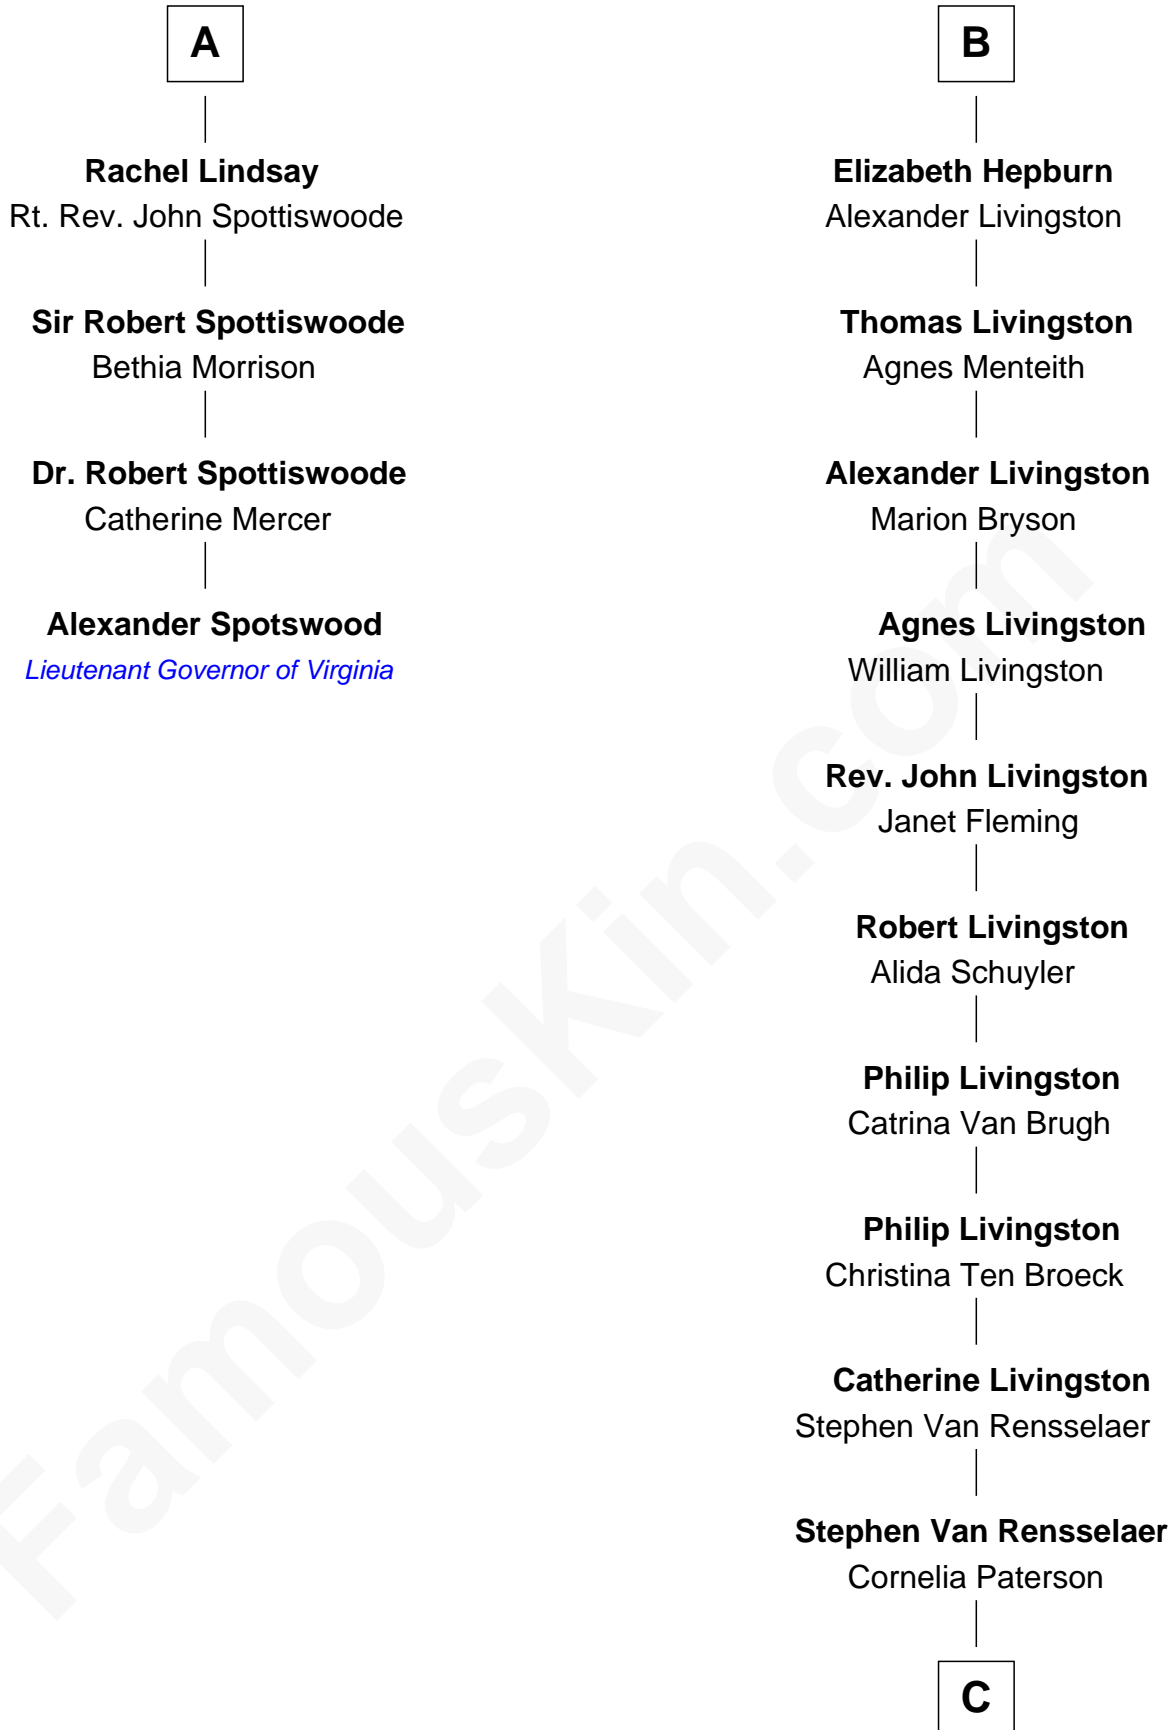 A
Rachel Lindsay
Rt. Rev. John Spottiswoode
Sir Robert Spottiswoode
Bethia Morrison
Dr. Robert Spottiswoode
Catherine Mercer
Alexander Spotswood
Lieutenant Governor of Virginia
B
Elizabeth Hepburn
Alexander Livingston
Thomas Livingston
Agnes Menteith
Alexander Livingston
Marion Bryson
Agnes Livingston
William Livingston
Rev. John Livingston
Janet Fleming
Robert Livingston
Alida Schuyler
Philip Livingston
Catrina Van Brugh
Philip Livingston
Christina Ten Broeck
Catherine Livingston
Stephen Van Rensselaer
Stephen Van Rensselaer
Cornelia Paterson
C
FamousKin.com